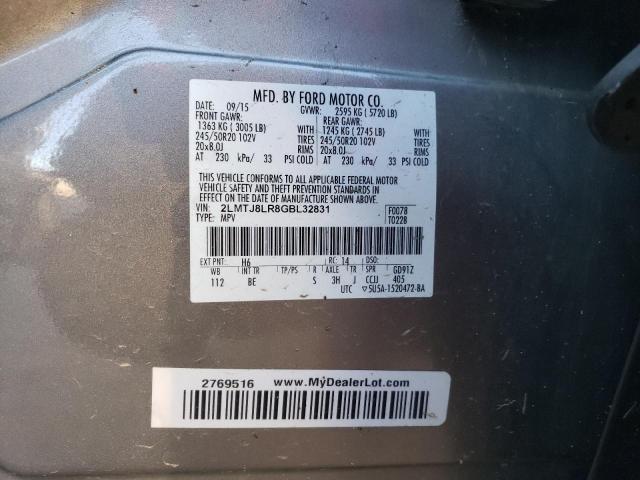 MFD. BY FORD MOTOR CO.
DATE: 09/15 GVWR: 2595 KG ( 5720 LB)
FRONT GAWR: REAR GAWR:
1363 KG ( 3005 LB) WITH 1245 KG ( 2745 LB) WITH
245/50R20 102V TIRES 245/50R20 102V TIRES
20x8.0J RIMS 20x8.0J RIMS
AT 230 kPa/ 33 PSI COLD AT 230 kPa/ 33 PSI COLD
THIS VEHICLE CONFORMS TO ALL APPLICABLE FEDERAL MOTOR
VEHICLE SAFETY AND THEFT PREVENTION STANDARDS IN
EFFECT ON THE DATE OF MANUFACTURE SHOWN ABOVE.
VIN: 2LMTJ8LR8GBL32831 F0078
TYPE: MPV T0228
EXT PNT: H6 RC: 14 DSO:
WB INT TR TP/PS R AXLE TR SPR GD91Z
112 BE S 3H J CCJJ 405
UTC ▽5U5A-1520472-BA
2769516 www.MyDealerLot.com